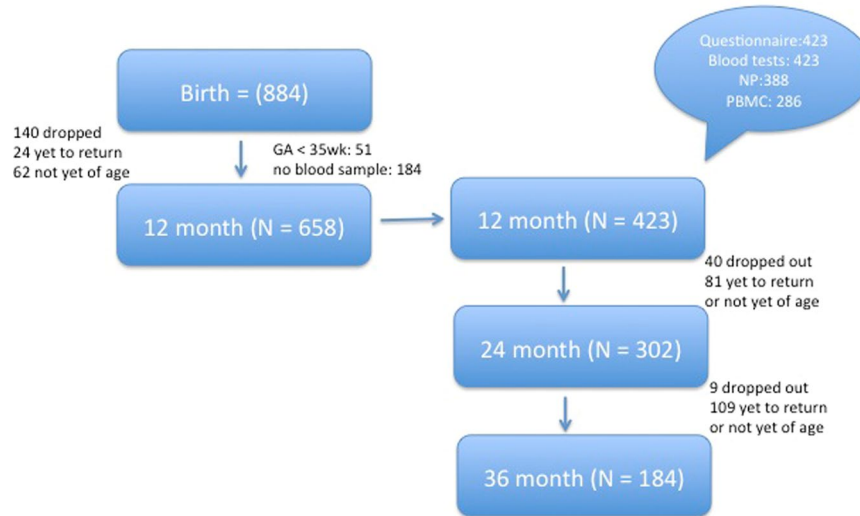 Questionnaire:423
Blood tests: 423
NP:388
PBMC: 286
Birth = (884)
140 dropped
24 yet to return
62 not yet of age
GA < 35wk: 51
no blood sample: 184
12 month (N = 658)
12 month (N = 423)
40 dropped out
81 yet to return
or not yet of age
24 month (N = 302)
9 dropped out
109 yet to return
or not yet of age
36 month (N = 184)